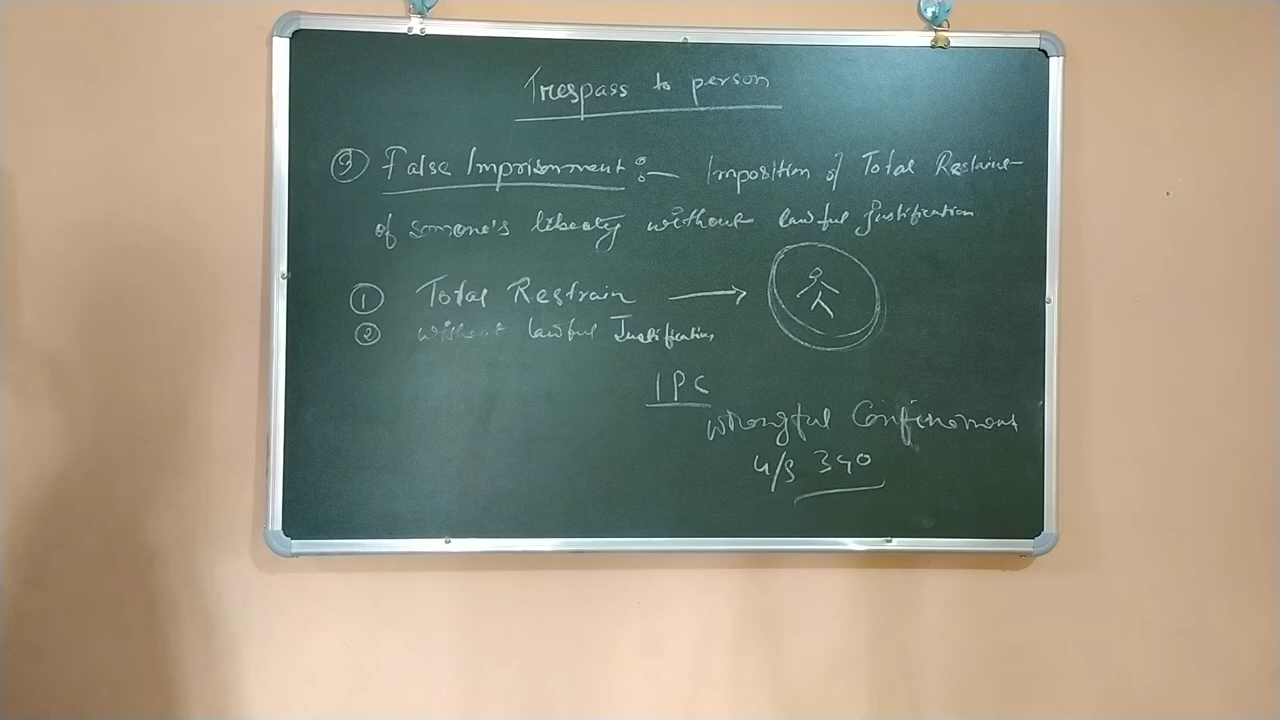 Trespass to person
③ False Imprisonment :— Imposition of Total Restraint
of somone's liberty without lawful justification
① Total Restrain →
② without lawful Justification
IPC
wrongful Confinement
u/s 340